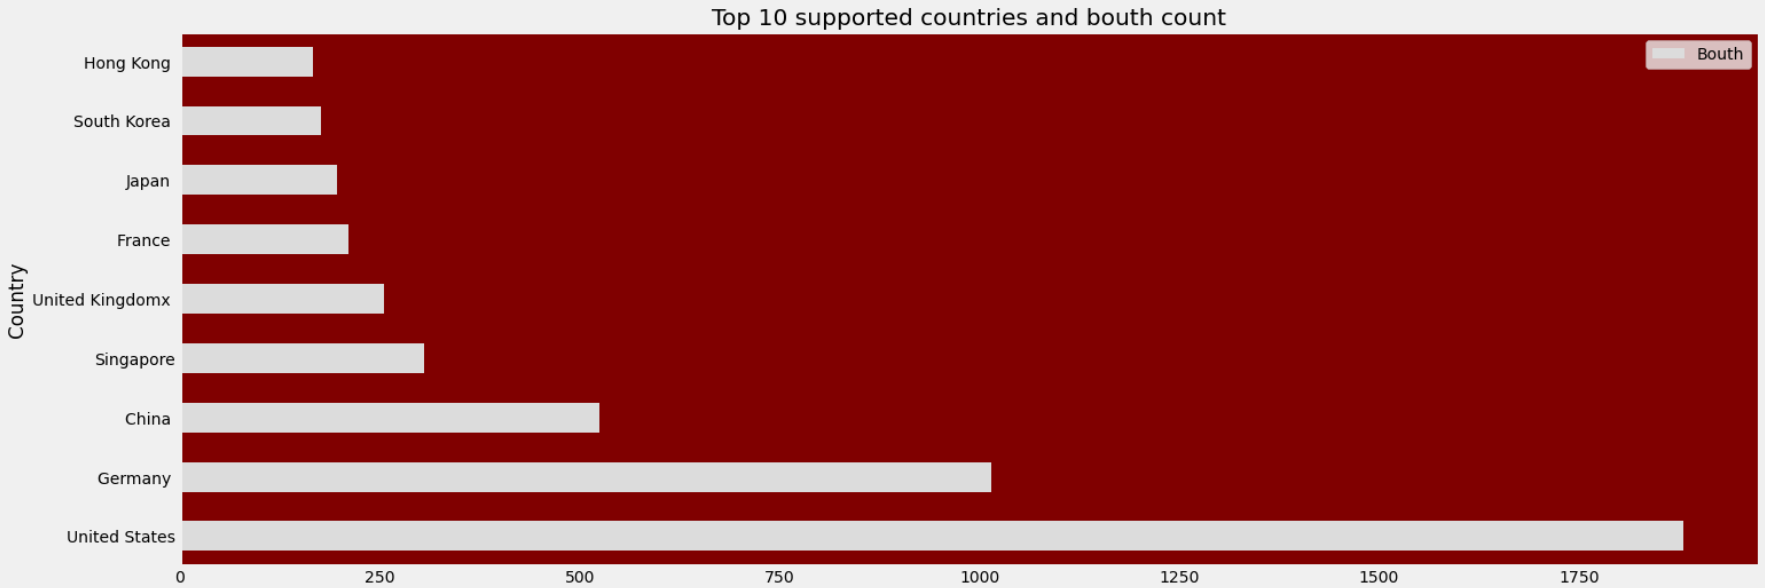 Top 10 supported countries and bouth count
Bouth
Country
Hong Kong
South Korea
Japan
France
United Kingdomx
Singapore
China
Germany
United States
0 250 500 750 1000 1250 1500 1750